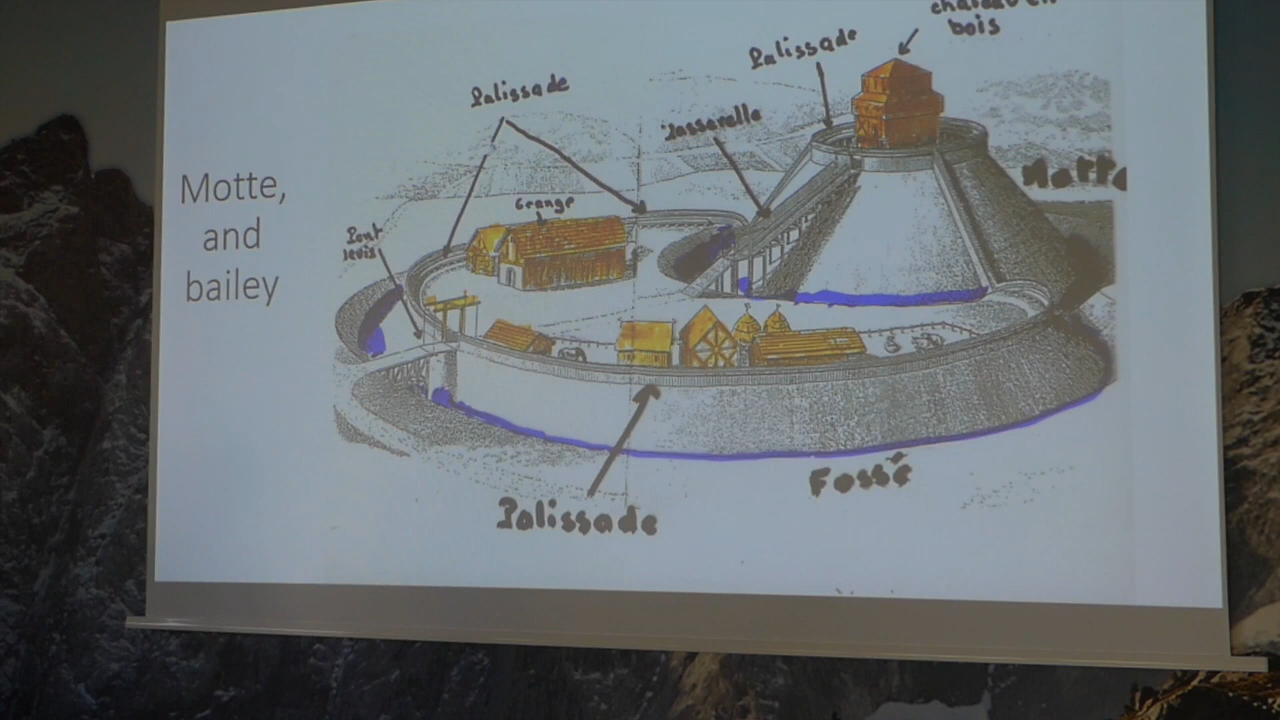 Motte,
and
bailey
château en
bois
Palissade
Palissade
Passerelle
Motte
Grange
Pont
levis
Palissade
Fossé